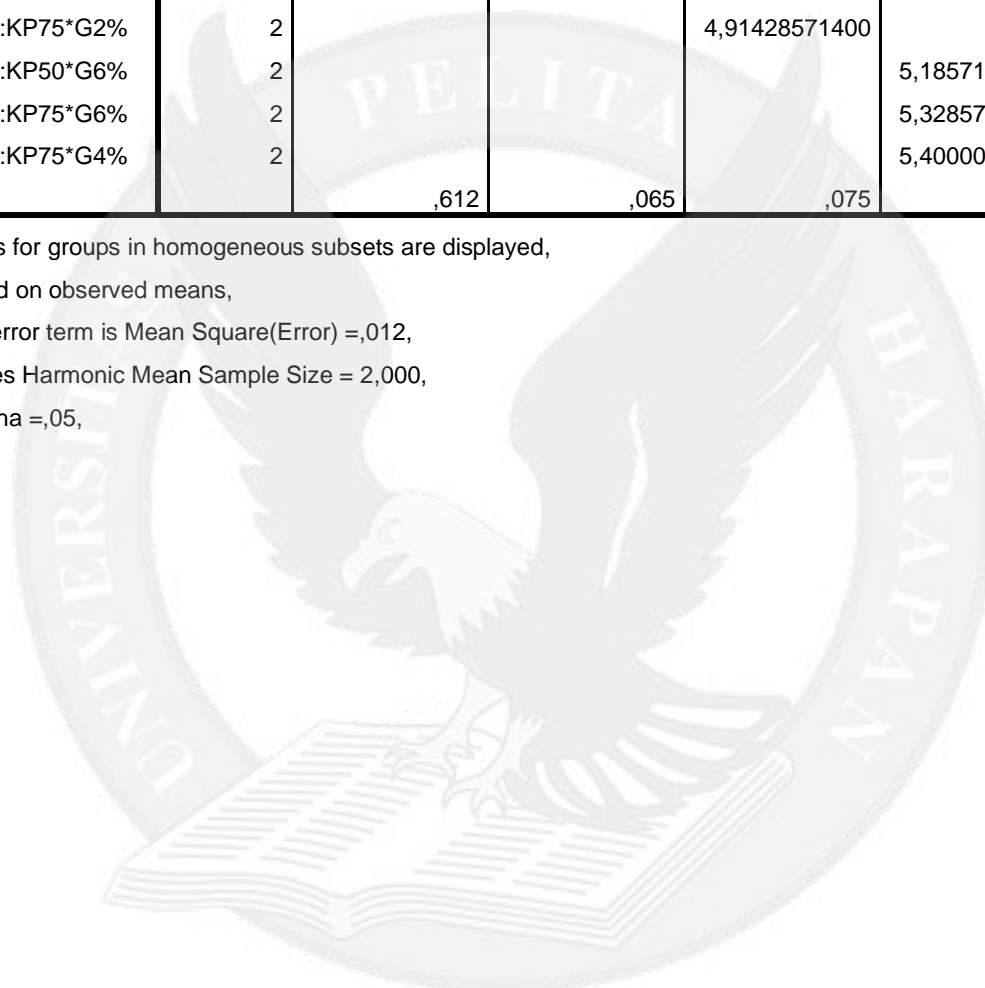 :KP75*G2% 2 4,91428571400
:KP50*G6% 2 5,18571
:KP75*G6% 2 5,32857
:KP75*G4% 2 5,40000
,612 ,065 ,075
s for groups in homogeneous subsets are displayed,
d on observed means,
error term is Mean Square(Error) =,012,
es Harmonic Mean Sample Size = 2,000,
na =,05,
UNIVERSITAS PELITA HARAPAN